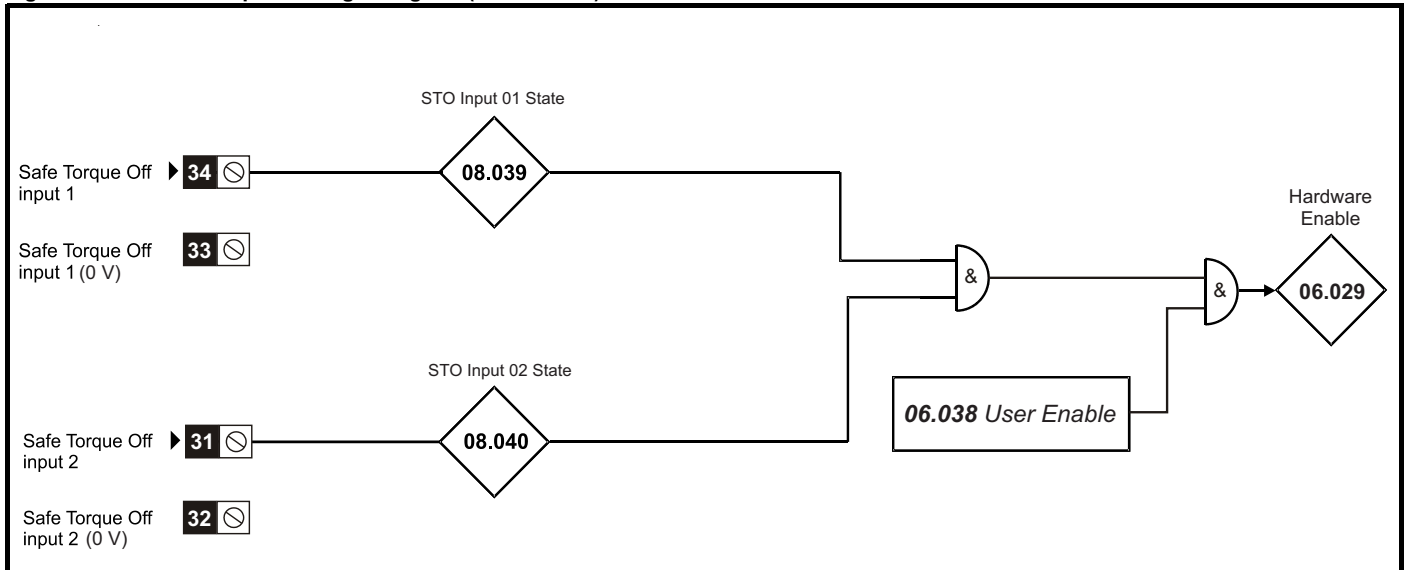 STO Input 01 State
Safe Torque Off
input 1
34
08.039
Safe Torque Off
input 1 (0 V)
33
Hardware
Enable
&
&
06.029
STO Input 02 State
06.038 User Enable
Safe Torque Off
input 2
31
08.040
Safe Torque Off
input 2 (0 V)
32